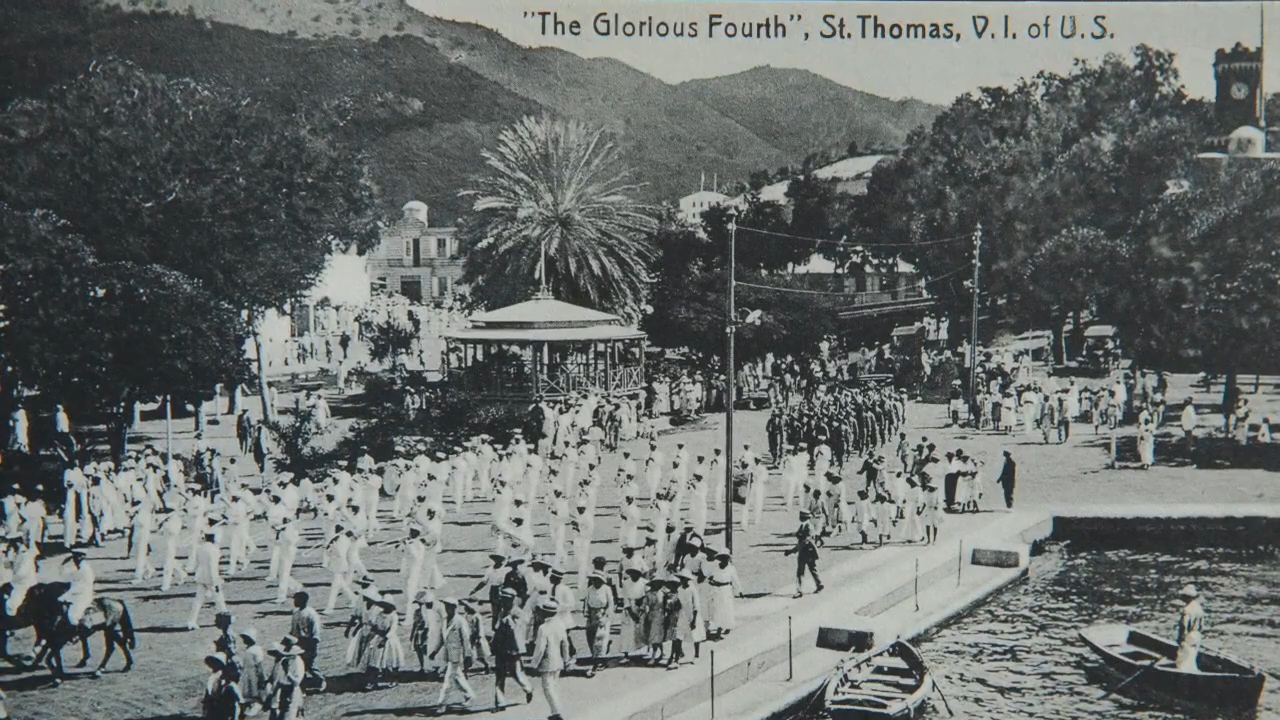 "The Glorious Fourth", St. Thomas, V. I. of U. S.